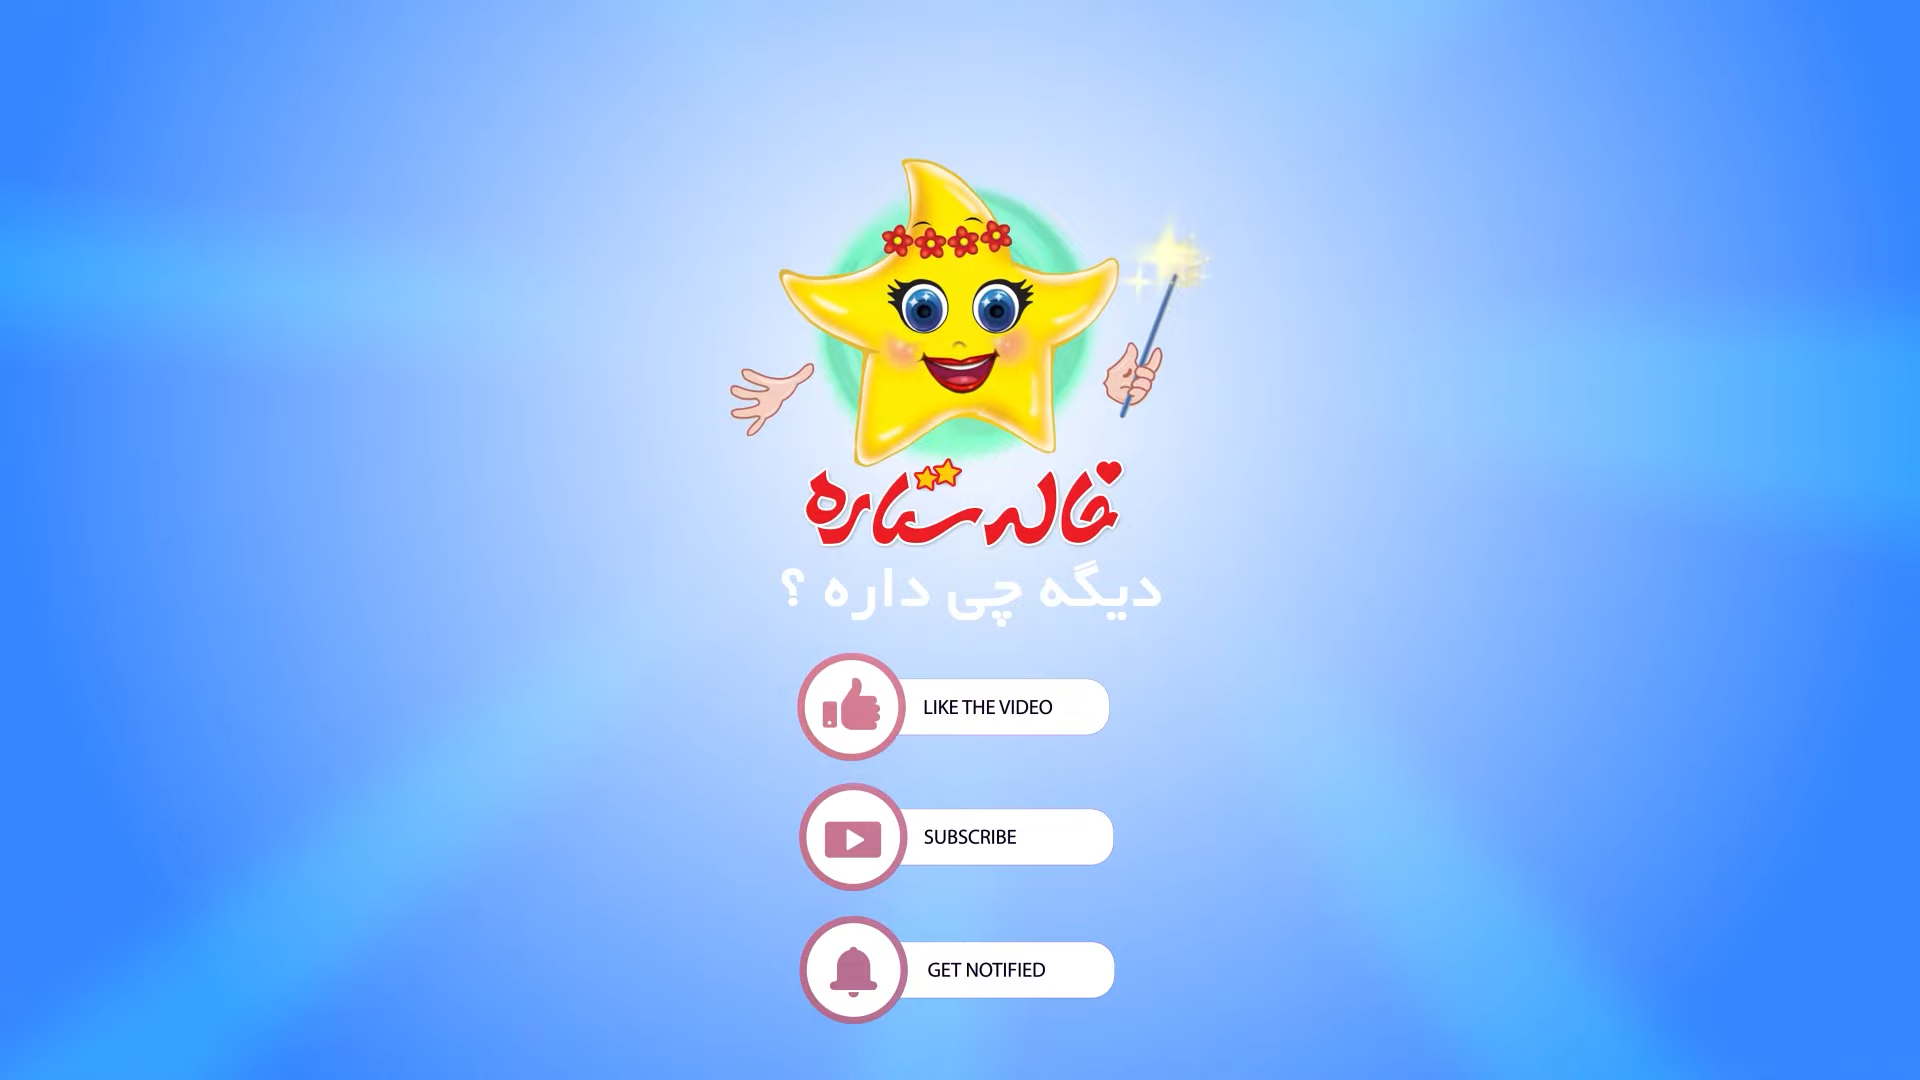 خاله ستاره
دیگه چی داره ؟
LIKE THE VIDEO
SUBSCRIBE
GET NOTIFIED